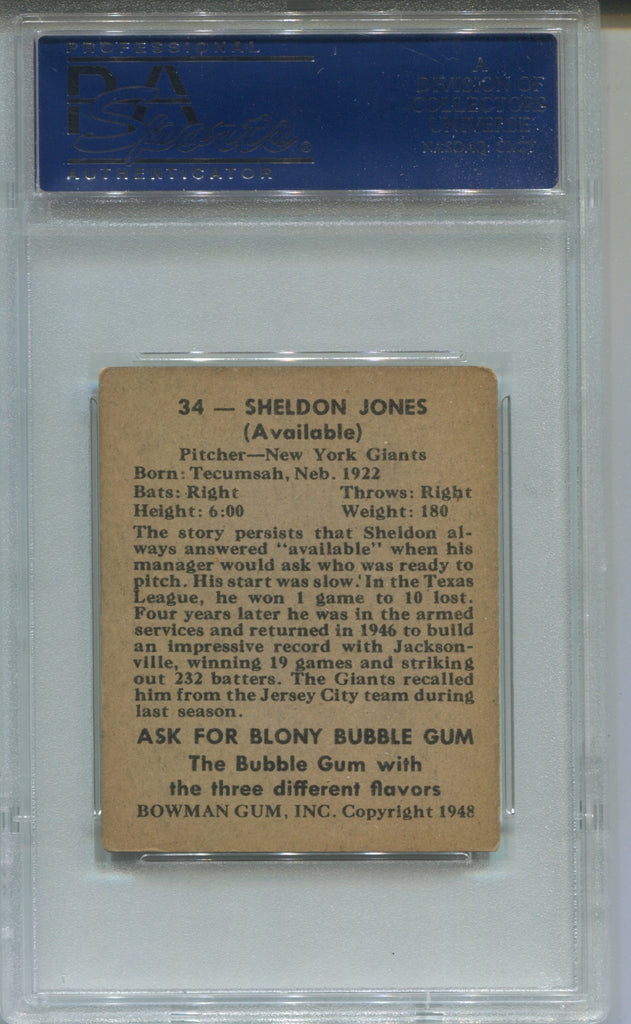 PROFESSIONAL
PSA
Sports®
AUTHENTICATOR
A
DIVISION OF
COLLECTORS
UNIVERSE
NASDAQ: CLCT
34 — SHELDON JONES
(Available)
Pitcher—New York Giants
Born: Tecumsah, Neb. 1922
Bats: Right Throws: Right
Height: 6:00 Weight: 180
The story persists that Sheldon al-
ways answered "available" when his
manager would ask who was ready to
pitch. His start was slow. In the Texas
League, he won 1 game to 10 lost.
Four years later he was in the armed
services and returned in 1946 to build
an impressive record with Jackson-
ville, winning 19 games and striking
out 232 batters. The Giants recalled
him from the Jersey City team during
last season.
ASK FOR BLONY BUBBLE GUM
The Bubble Gum with
the three different flavors
BOWMAN GUM, INC. Copyright 1948